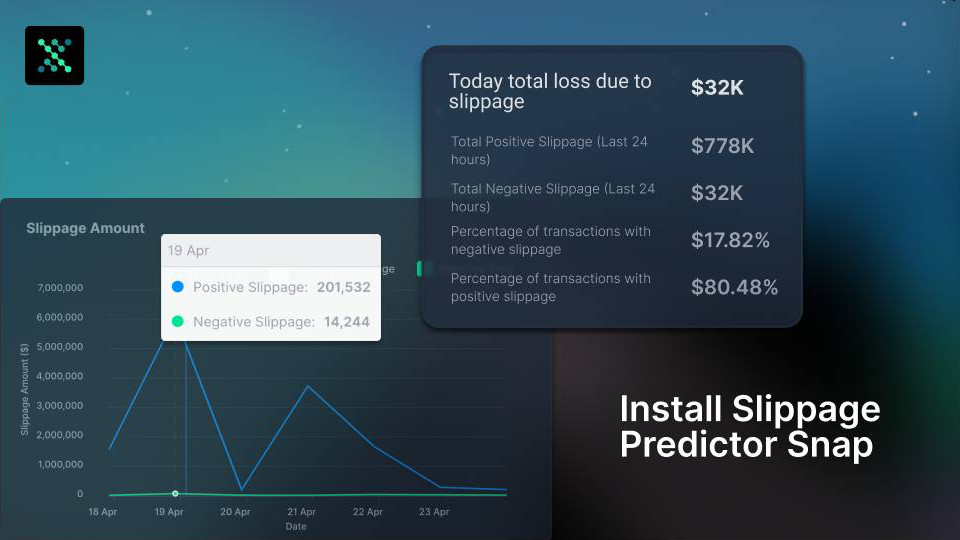 Today total loss due to
slippage
$32K
Total Positive Slippage (Last 24
hours)
$778K
Total Negative Slippage (Last 24
hours)
$32K
Percentage of transactions with
negative slippage
$17.82%
Percentage of transactions with
positive slippage
$80.48%
Slippage Amount
19 Apr
Positive Slippage: 201,532
Negative Slippage: 14,244
ge
7,000,000
6,000,000
5,000,000
4,000,000
3,000,000
2,000,000
1,000,000
0
Slippage Amount ($)
18 Apr 19 Apr 20 Apr 21 Apr 22 Apr 23 Apr
Date
Install Slippage
Predictor Snap